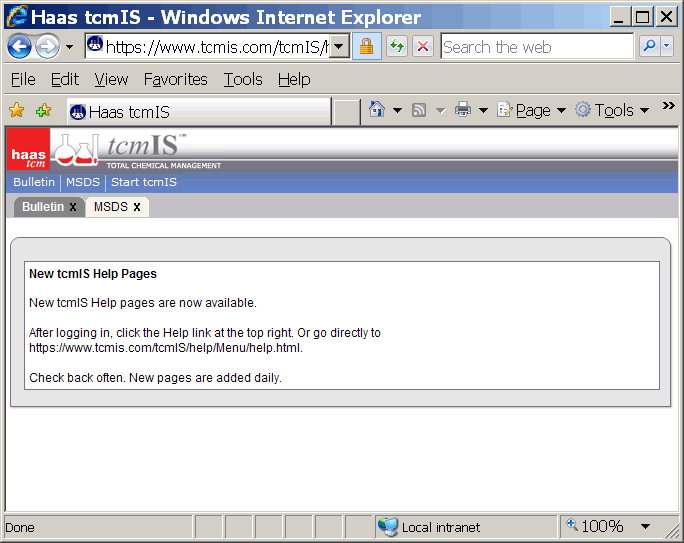 Haas tcmIS - Windows Internet Explorer
https://www.tcmis.com/tcmIS/
Search the web
File Edit View Favorites Tools Help
Haas tcmIS
Page
Tools
haas
tcm
tcmIS™
TOTAL CHEMICAL MANAGEMENT
Bulletin MSDS Start tcmIS
Bulletin x MSDS x
New tcmIS Help Pages
New tcmIS Help pages are now available.
After logging in, click the Help link at the top right. Or go directly to
https://www.tcmis.com/tcmIS/help/Menu/help.html.
Check back often. New pages are added daily.
Done
Local intranet
100%